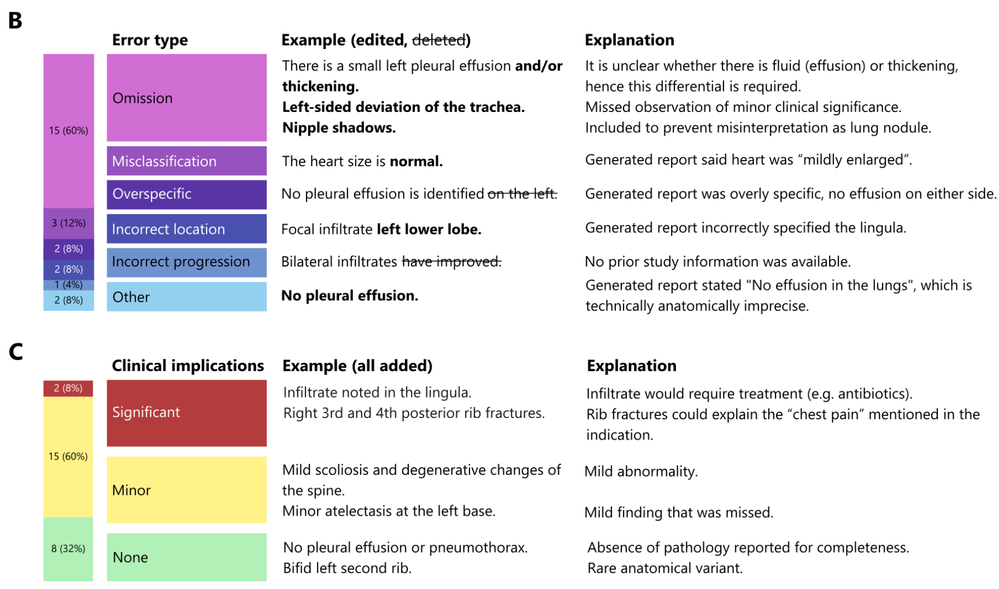 B
Error type
Example (edited, deleted)
Explanation
15 (60%)
3 (12%)
2 (8%)
2 (8%)
1 (4%)
2 (8%)
Omission
There is a small left pleural effusion and/or
thickening.
Left-sided deviation of the trachea.
Nipple shadows.
It is unclear whether there is fluid (effusion) or thickening,
hence this differential is required.
Missed observation of minor clinical significance.
Included to prevent misinterpretation as lung nodule.
Misclassification
The heart size is normal.
Generated report said heart was “mildly enlarged”.
Overspecific
No pleural effusion is identified on the left.
Generated report was overly specific, no effusion on either side.
Incorrect location
Focal infiltrate left lower lobe.
Generated report incorrectly specified the lingula.
Incorrect progression
Bilateral infiltrates have improved.
No prior study information was available.
Other
No pleural effusion.
Generated report stated "No effusion in the lungs", which is
technically anatomically imprecise.
C
Clinical implications
Example (all added)
Explanation
2 (8%)
15 (60%)
8 (32%)
Significant
Infiltrate noted in the lingula.
Right 3rd and 4th posterior rib fractures.
Infiltrate would require treatment (e.g. antibiotics).
Rib fractures could explain the “chest pain” mentioned in the
indication.
Minor
Mild scoliosis and degenerative changes of
the spine.
Minor atelectasis at the left base.
Mild abnormality.
Mild finding that was missed.
None
No pleural effusion or pneumothorax.
Bifid left second rib.
Absence of pathology reported for completeness.
Rare anatomical variant.